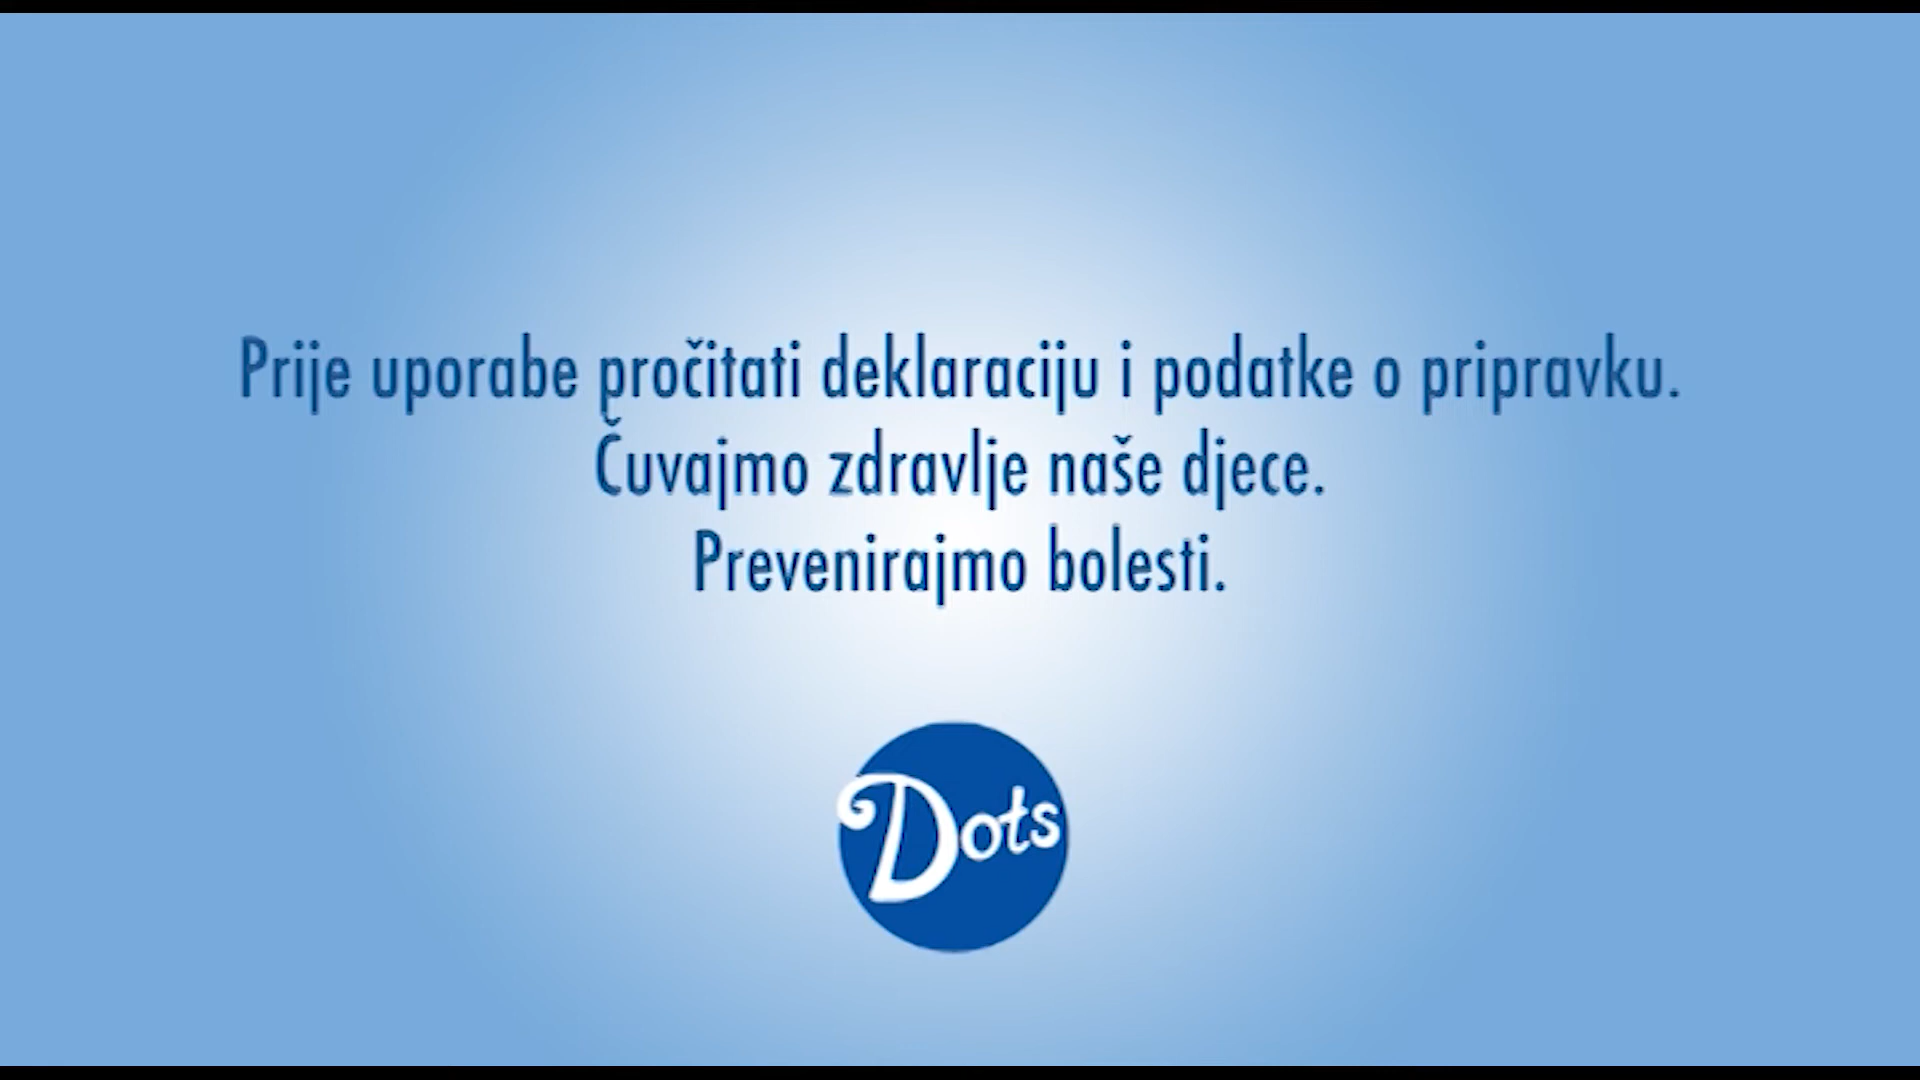 Prije uporabe pročitati deklaraciju i podatke o pripravku.
Čuvajmo zdravlje naše djece.
Prevenirajmo bolesti.
Dots